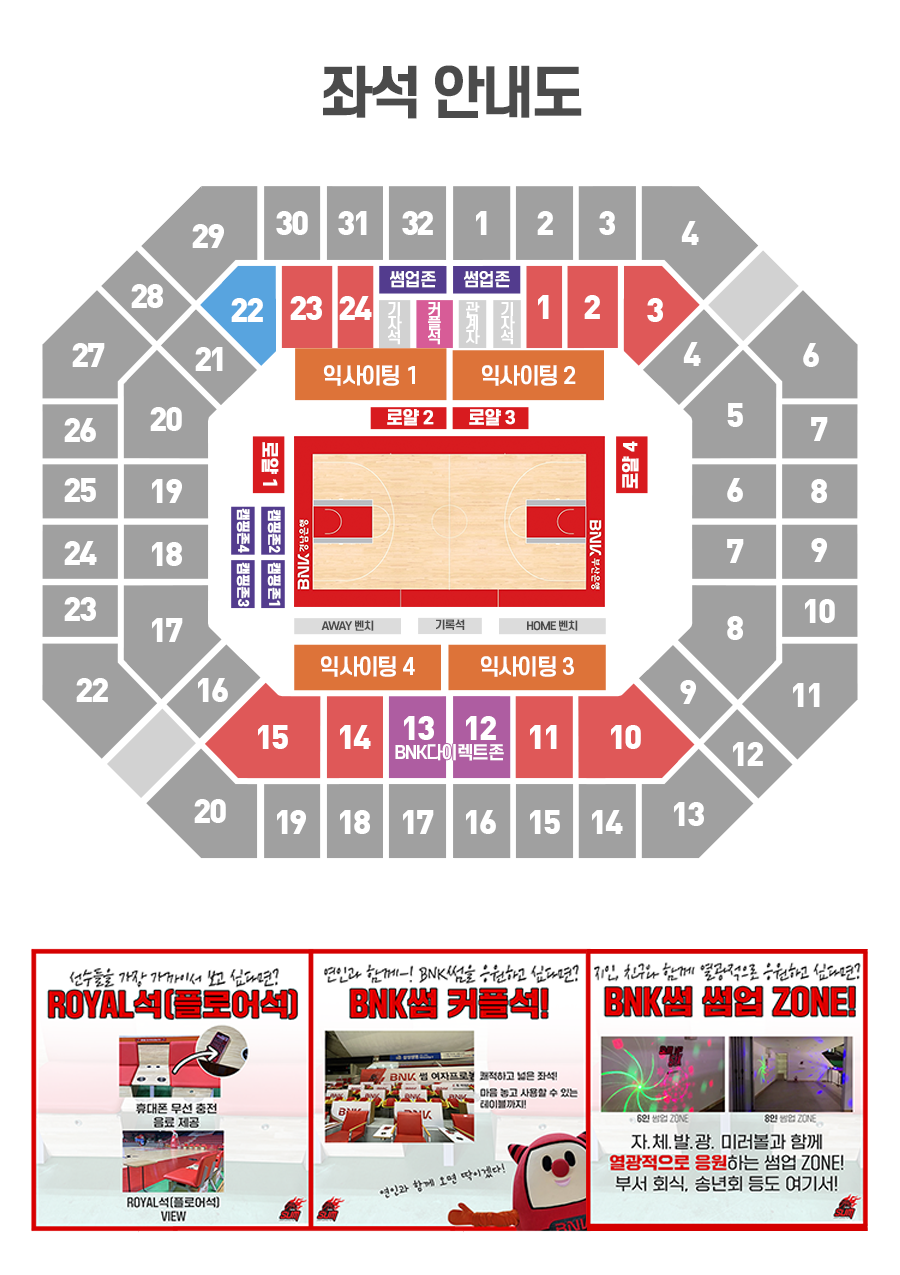 좌석 안내도
29 30 31 32 1 2 3 4
28 22 23 24 썸업존 썸업존 1 2 3
기자석 커플석 관계자 기자석
27 21 4 6
익사이팅 1 익사이팅 2
로얄 2 로얄 3
26 20 5 7
로얄 1 로얄 4
25 19 6 8
캠핑존4 캠핑존2
BNK 경남은행 BNK 부산은행
24 18 7 9
캠핑존3 캠핑존1
23 17 8 10
AWAY 벤치 기록석 HOME 벤치
익사이팅 4 익사이팅 3
22 16 9 11
15 14 13 12 11 10 12
BNK다이렉트존
20 19 18 17 16 15 14 13
선수들을 가장 가까이서 보고 싶다면?
ROYAL석(플로어석)
휴대폰 무선 충전
음료 제공
ROYAL석(플로어석)
VIEW
SUM
연인과 함께~! BNK썸을 응원하고 싶다면?
BNK썸 커플석!
BNK 썸 여자프로농
BNK BNK
쾌적하고 넓은 좌석!
마음 놓고 사용할 수 있는
테이블까지!
연인과 함께 오면 딱이겠다!
BNK
SUM
지인, 친구와 함께 열광적으로 응원하고 싶다면?
BNK썸 썸업 ZONE!
6인 썸업 ZONE 8인 썸업 ZONE
자.체.발.광. 미러볼과 함께
열광적으로 응원하는 썸업 ZONE!
부서 회식, 송년회 등도 여기서!
SUM